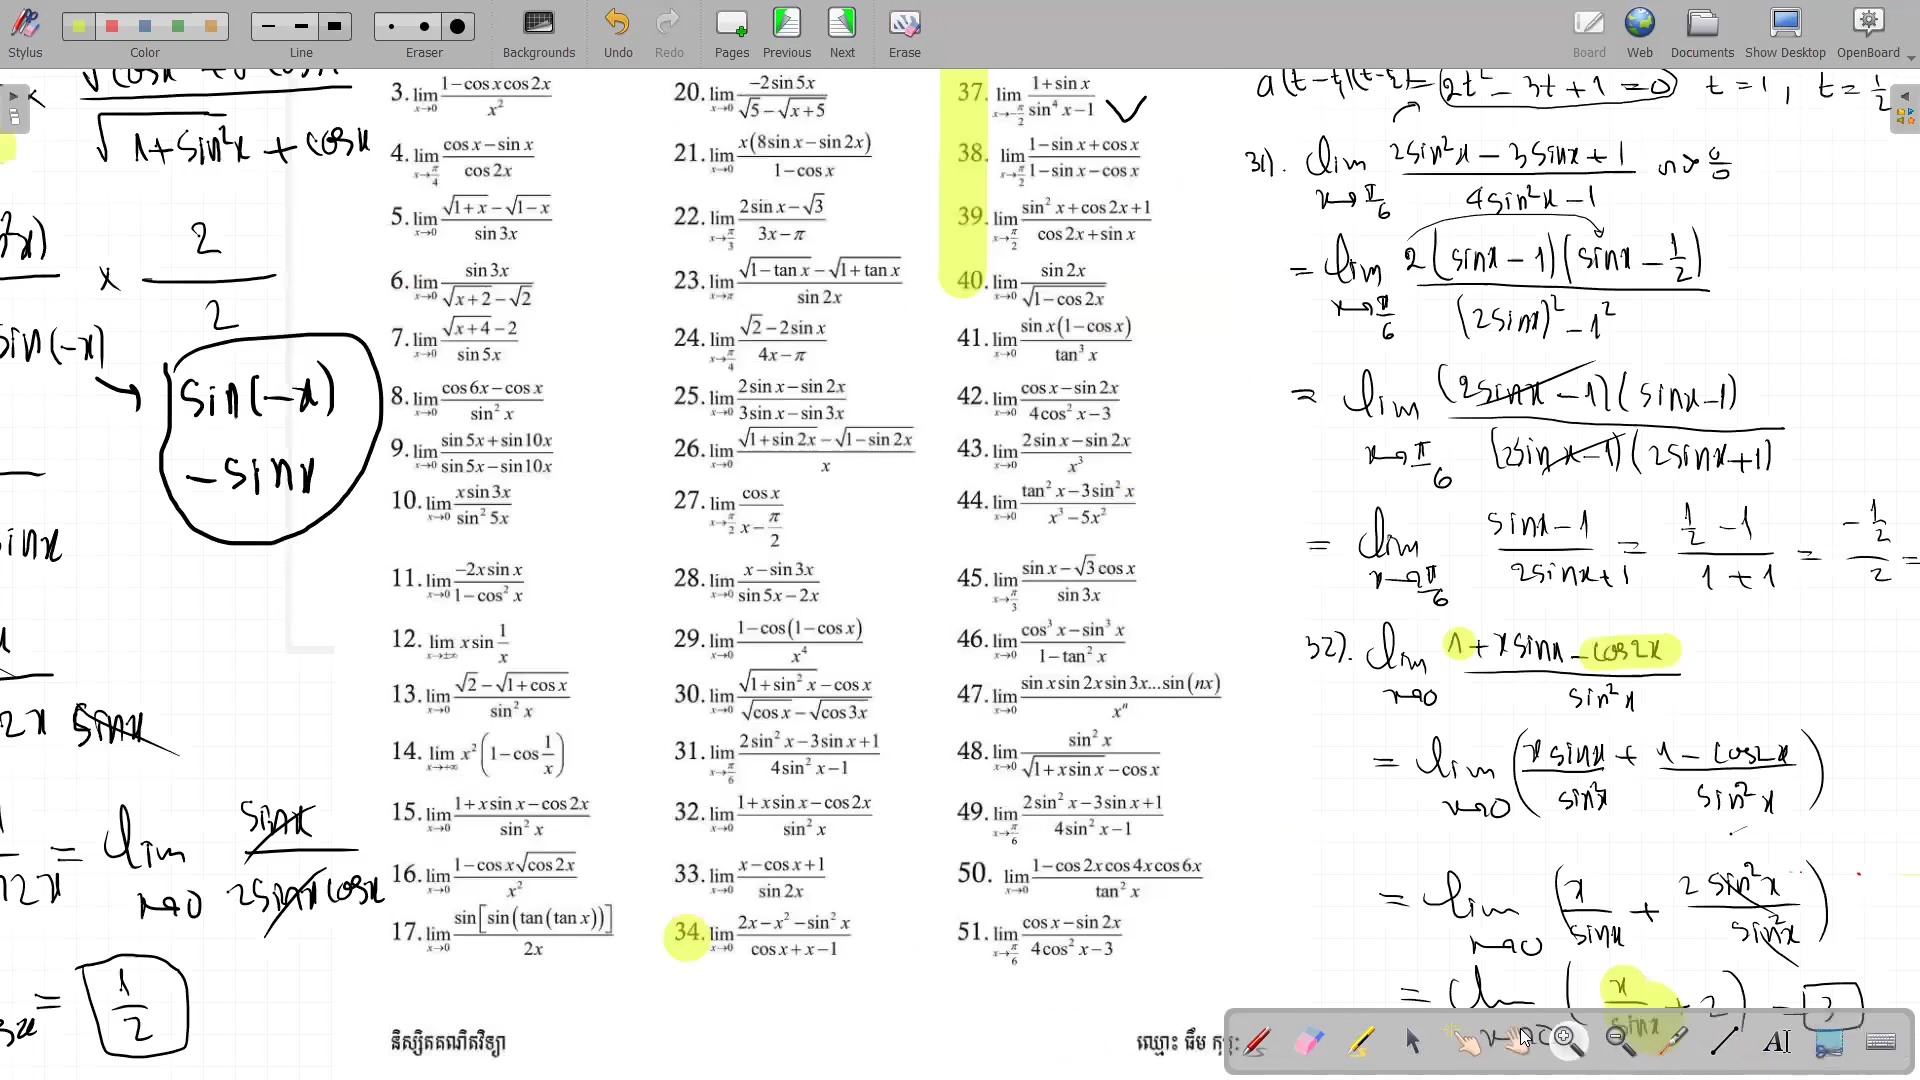 Stylus Color Line Eraser Backgrounds Undo Redo Pages Previous Next Erase Board Web Documents Show Desktop OpenBoard
√(1+sin²x) + cosx
× 2/2
sin(-x)
sin(-x)
-sinx
= lim x→0 sinx/(2sinx cosx)
= 1/2
3. lim x→0 (1−cos x cos 2x)/x²
4. lim x→π/4 (cos x−sin x)/cos 2x
5. lim x→0 (√(1+x)−√(1−x))/sin 3x
6. lim x→0 sin 3x/(√(x+2)−√2)
7. lim x→0 (√(x+4)−2)/sin 5x
8. lim x→0 (cos 6x−cos x)/sin² x
9. lim x→0 (sin 5x+sin 10x)/(sin 5x−sin 10x)
10. lim x→0 x sin 3x/sin² 5x
11. lim x→0 −2x sin x/(1−cos² x)
12. lim x→±∞ x sin 1/x
13. lim x→0 (√2−√(1+cos x))/sin² x
14. lim x→+∞ x²(1−cos 1/x)
15. lim x→0 (1+x sin x−cos 2x)/sin² x
16. lim x→0 (1−cos x√(cos 2x))/x²
17. lim x→0 sin[sin(tan(tan x))]/2x
20. lim x→0 −2 sin 5x/(√5−√(x+5))
21. lim x→0 x(8 sin x−sin 2x)/(1−cos x)
22. lim x→π/3 (2 sin x−√3)/(3x−π)
23. lim x→π (√(1−tan x)−√(1+tan x))/sin 2x
24. lim x→π/4 (√2−2 sin x)/(4x−π)
25. lim x→0 (2 sin x−sin 2x)/(3 sin x−sin 3x)
26. lim x→0 (√(1+sin 2x)−√(1−sin 2x))/x
27. lim x→π/2 cos x/(x−π/2)
28. lim x→0 (x−sin 3x)/(sin 5x−2x)
29. lim x→0 (1−cos(1−cos x))/x⁴
30. lim x→0 (√(1+sin² x)−cos x)/(√(cos x)−√(cos 3x))
31. lim x→π/6 (2 sin² x−3 sin x+1)/(4 sin² x−1)
32. lim x→0 (1+x sin x−cos 2x)/sin² x
33. lim x→0 (x−cos x+1)/sin 2x
34. lim x→0 (2x−x²−sin² x)/(cos x+x−1)
37. lim x→−π/2 (1+sin x)/(sin⁴ x−1)
38. lim x→π/2 (1−sin x+cos x)/(1−sin x−cos x)
39. lim x→π/2 (sin² x+cos 2x+1)/(cos 2x+sin x)
40. lim x→0 sin 2x/√(1−cos 2x)
41. lim x→0 sin x(1−cos x)/tan³ x
42. lim x→0 (cos x−sin 2x)/(4 cos² x−3)
43. lim x→0 (2 sin x−sin 2x)/x³
44. lim x→0 (tan² x−3 sin² x)/(x³−5x²)
45. lim x→π/3 (sin x−√3 cos x)/sin 3x
46. lim x→0 (cos³ x−sin³ x)/(1−tan² x)
47. lim x→0 sin x sin 2x sin 3x...sin(nx)/xⁿ
48. lim x→0 sin² x/(√(1+x sin x)−cos x)
49. lim x→π/6 (2 sin² x−3 sin x+1)/(4 sin² x−1)
50. lim x→0 (1−cos 2x cos 4x cos 6x)/tan² x
51. lim x→π/6 (cos x−sin 2x)/(4 cos² x−3)
និស្សិតគណិតវិទ្យា
ឈ្មោះ ធឹម
2t² − 3t + 1 = 0 t = 1 , t = 1/2
31). lim x→π/6 (2sin²x − 3sinx + 1)/(4sin²x − 1) 0/0
= lim x→π/6 2(sinx − 1)(sinx − 1/2)/((2sinx)² − 1²)
= lim x→π/6 (2sinx − 1)(sinx − 1)/((2sinx − 1)(2sinx + 1))
= lim x→π/6 (sinx − 1)/(2sinx + 1) = (1/2 − 1)/(1 + 1) = (−1/2)/2 =
32). lim x→0 (1 + x sinx − cos2x)/sin²x
= lim x→0 (x sinx/sin²x + (1 − cos2x)/sin²x)
= lim x→0 (x/sinx + 2sin²x/sin²x)
= lim x→0 (x/sinx + 2) = 3